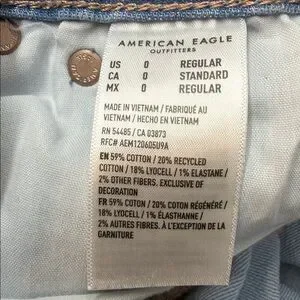 AMERICAN EAGLE
OUTFITTERS
US 0 REGULAR
CA 0 STANDARD
MX 0 REGULAR
MADE IN VIETNAM / FABRIQUÉ AU
VIETNAM / HECHO EN VIETNAM
RN 54485 / CA 03873
RFC# AEM120605U9A
EN 59% COTTON / 20% RECYCLED
COTTON / 18% LYOCELL / 1% ELASTANE /
2% OTHER FIBERS. EXCLUSIVE OF
DECORATION
FR 59% COTON / 20% COTON RÉGÉNÉRÉ /
18% LYOCELL / 1% ÉLASTHANNE /
2% AUTRES FIBRES. À L'EXCEPTION DE LA
GARNITURE